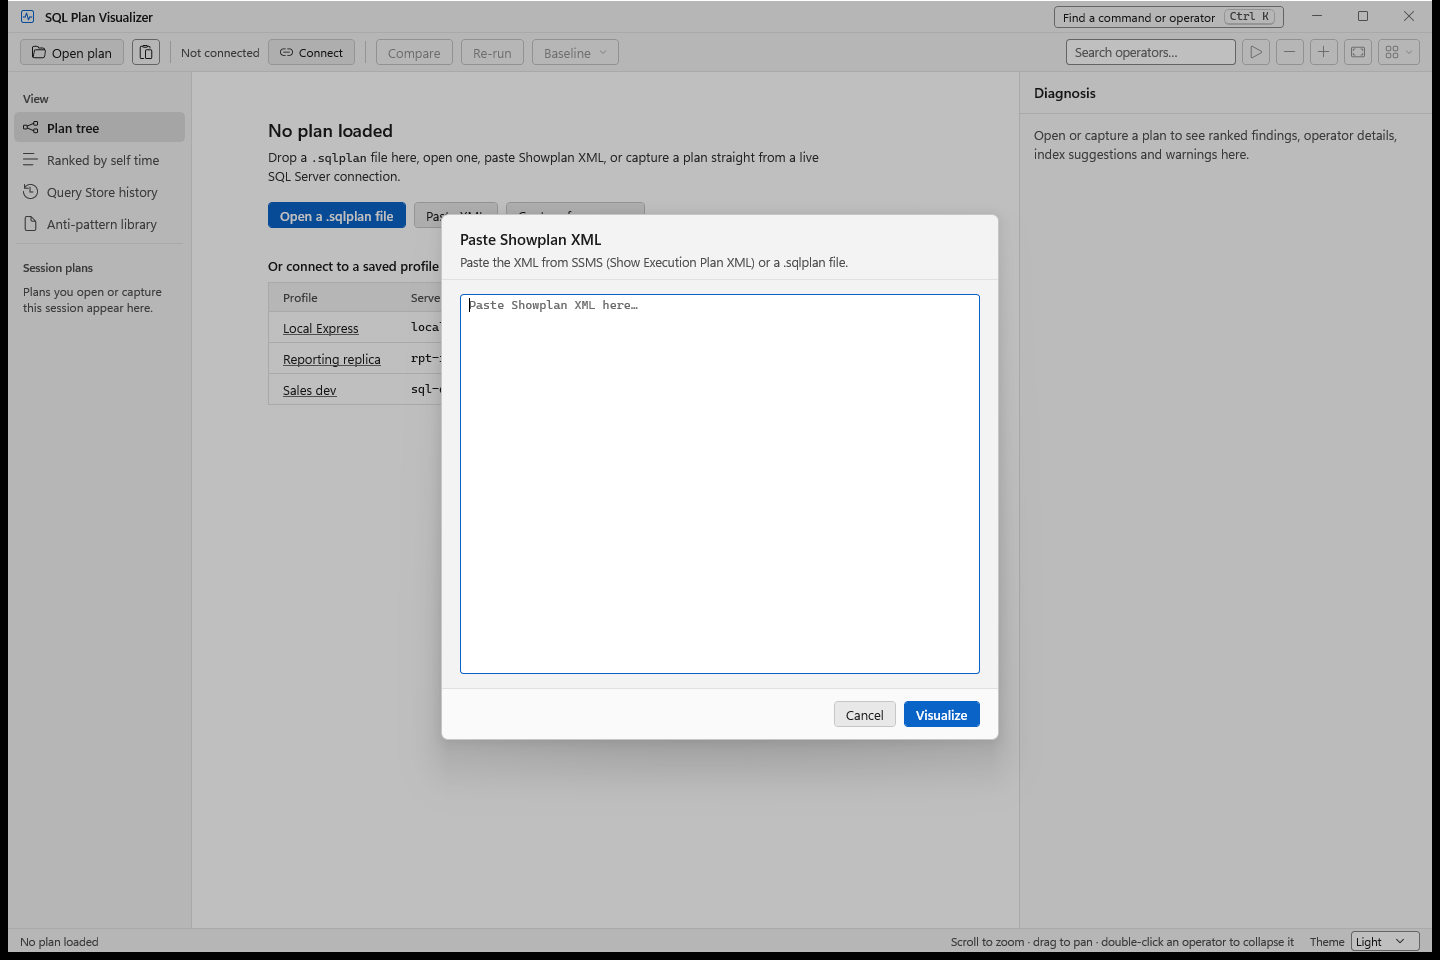 SQL Plan Visualizer
Find a command or operator Ctrl K
Open plan
Not connected
Connect
Compare
Re-run
Baseline
Search operators...
View
Plan tree
Ranked by self time
Query Store history
Anti-pattern library
Session plans
Plans you open or capture
this session appear here.
No plan loaded
Drop a .sqlplan file here, open one, paste Showplan XML, or capture a plan straight from a live
SQL Server connection.
Open a .sqlplan file
Or connect to a saved profile
Profile
Local Express
Reporting replica
Sales dev
Paste Showplan XML
Paste the XML from SSMS (Show Execution Plan XML) or a .sqlplan file.
Paste Showplan XML here…
Cancel
Visualize
Diagnosis
Open or capture a plan to see ranked findings, operator details,
index suggestions and warnings here.
No plan loaded
Scroll to zoom · drag to pan · double-click an operator to collapse it
Theme
Light